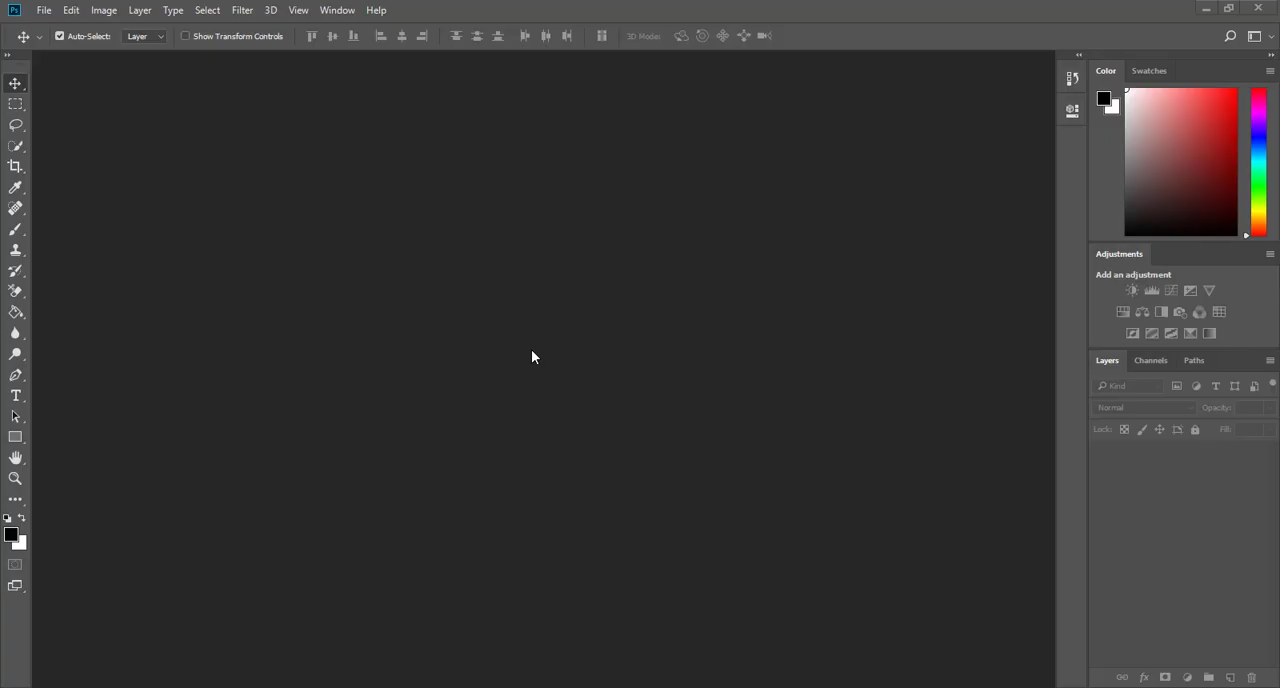 Ps File Edit Image Layer Type Select Filter 3D View Window Help
Auto-Select: Layer Show Transform Controls 3D Mode:
Color Swatches
Adjustments
Add an adjustment
Layers Channels Paths
Kind
Normal Opacity:
Lock: Fill: